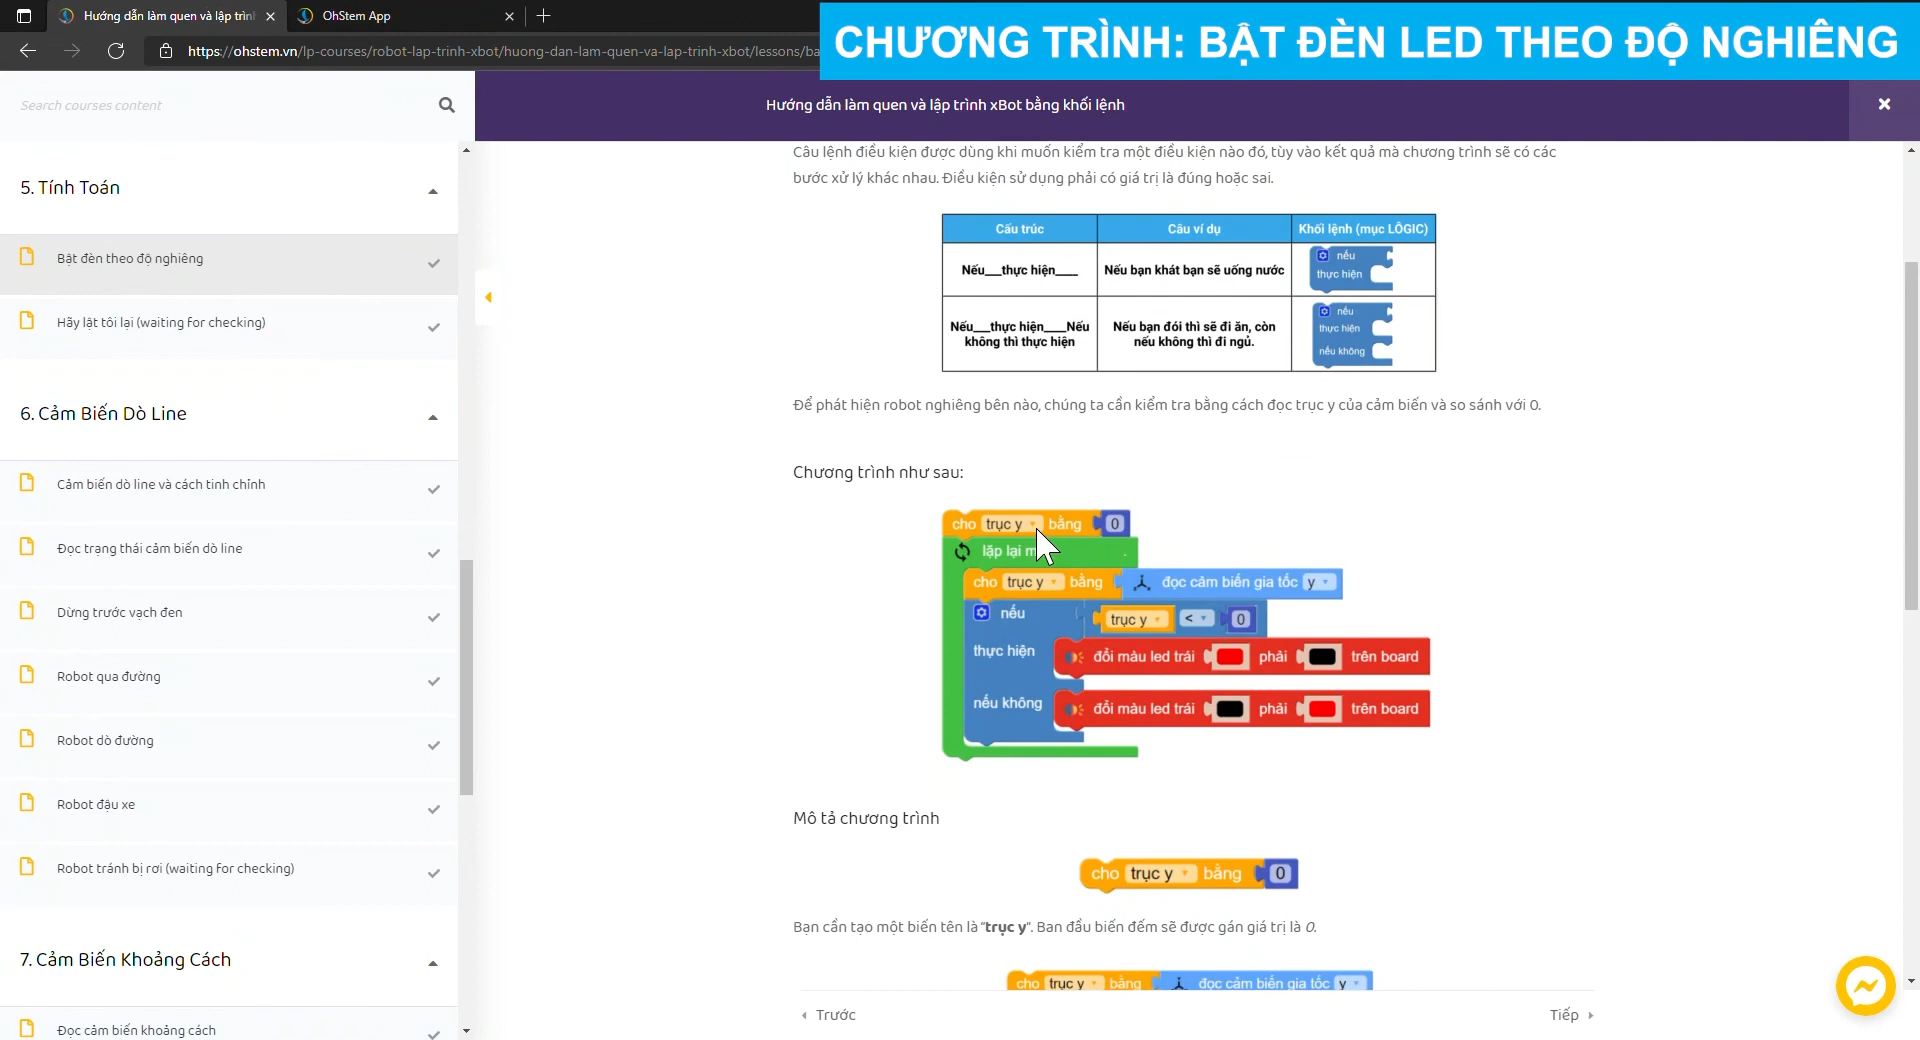 Hướng dẫn làm quen và lập trình
OhStem App
https://ohstem.vn/lp-courses/robot-lap-trinh-xbot/huong-dan-lam-quen-va-lap-trinh-xbot/lessons/ba
CHƯƠNG TRÌNH: BẬT ĐÈN LED THEO ĐỘ NGHIÊNG
Search courses content
Hướng dẫn làm quen và lập trình xBot bằng khối lệnh
5. Tính Toán
Bật đèn theo độ nghiêng
Hãy lật tôi lại (waiting for checking)
6. Cảm Biến Dò Line
Cảm biến dò line và cách tinh chỉnh
Đọc trạng thái cảm biến dò line
Dừng trước vạch đen
Robot qua đường
Robot dò đường
Robot đậu xe
Robot tránh bị rơi (waiting for checking)
7. Cảm Biến Khoảng Cách
Đọc cảm biến khoảng cách
Câu lệnh điều kiện được dùng khi muốn kiểm tra một điều kiện nào đó, tùy vào kết quả mà chương trình sẽ có các
bước xử lý khác nhau. Điều kiện sử dụng phải có giá trị là đúng hoặc sai.
Cấu trúc
Câu ví dụ
Khối lệnh (mục LÔGIC)
Nếu___thực hiện____
Nếu bạn khát bạn sẽ uống nước
nếu
thực hiện
Nếu___thực hiện____Nếu
không thì thực hiện
Nếu bạn đói thì sẽ đi ăn, còn
nếu không thì đi ngủ.
nếu
thực hiện
nếu không
Để phát hiện robot nghiêng bên nào, chúng ta cần kiểm tra bằng cách đọc trục y của cảm biến và so sánh với 0.
Chương trình như sau:
cho trục y bằng 0
lặp lại m
cho trục y bằng đọc cảm biến gia tốc y
nếu trục y < 0
thực hiện đổi màu led trái phải trên board
nếu không đổi màu led trái phải trên board
Mô tả chương trình
cho trục y bằng 0
Bạn cần tạo một biến tên là "trục y". Ban đầu biến đếm sẽ được gán giá trị là 0.
cho trục y bằng đọc cảm biến gia tốc y
Trước
Tiếp